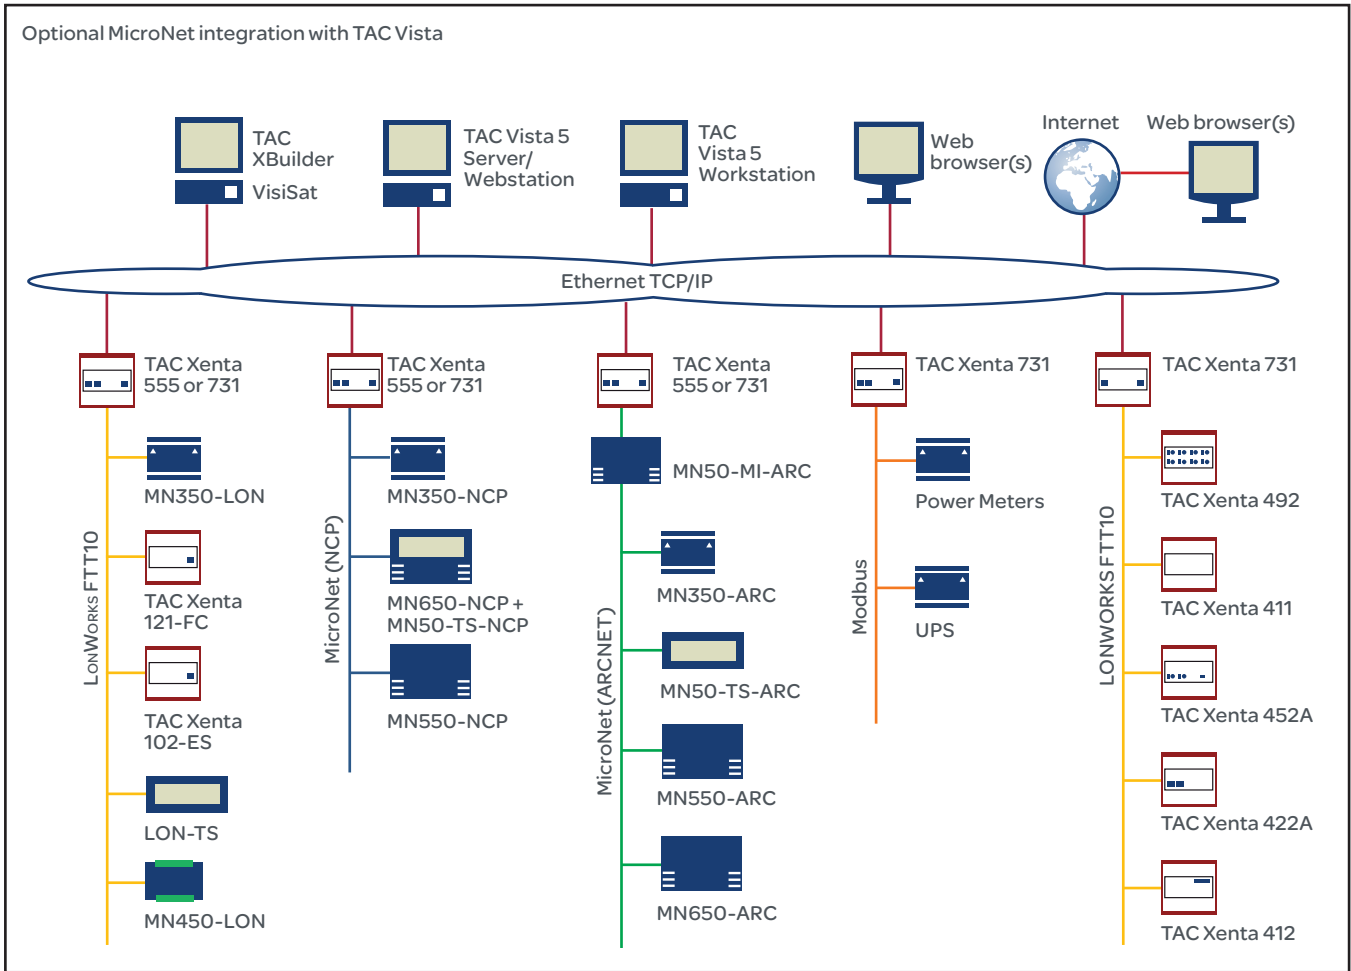 Optional MicroNet integration with TAC Vista
TAC
XBuilder
VisiSat
TAC Vista 5
Server/
Webstation
TAC
Vista 5
Workstation
Web
browser(s)
Internet
Web browser(s)
Ethernet TCP/IP
TAC Xenta
555 or 731
TAC Xenta
555 or 731
TAC Xenta
555 or 731
TAC Xenta 731
TAC Xenta 731
LONWORKS FTT10
MN350-LON
TAC Xenta
121-FC
TAC Xenta
102-ES
LON-TS
MN450-LON
MicroNet (NCP)
MN350-NCP
MN650-NCP +
MN50-TS-NCP
MN550-NCP
MicroNet (ARCNET)
MN50-MI-ARC
MN350-ARC
MN50-TS-ARC
MN550-ARC
MN650-ARC
Modbus
Power Meters
UPS
LONWORKS FTT10
TAC Xenta 492
TAC Xenta 411
TAC Xenta 452A
TAC Xenta 422A
TAC Xenta 412